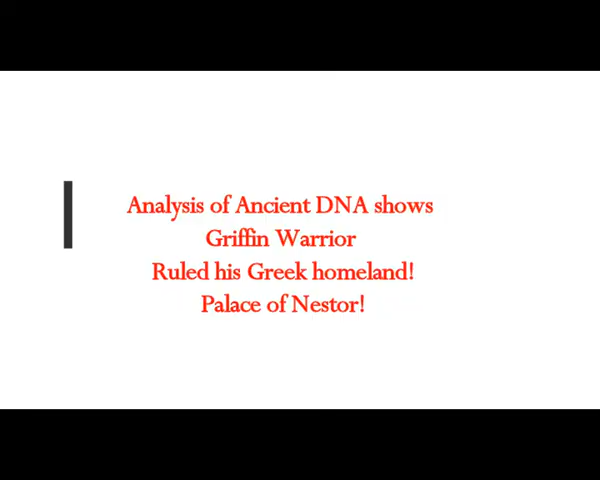 Analysis of Ancient DNA shows
Griffin Warrior
Ruled his Greek homeland!
Palace of Nestor!